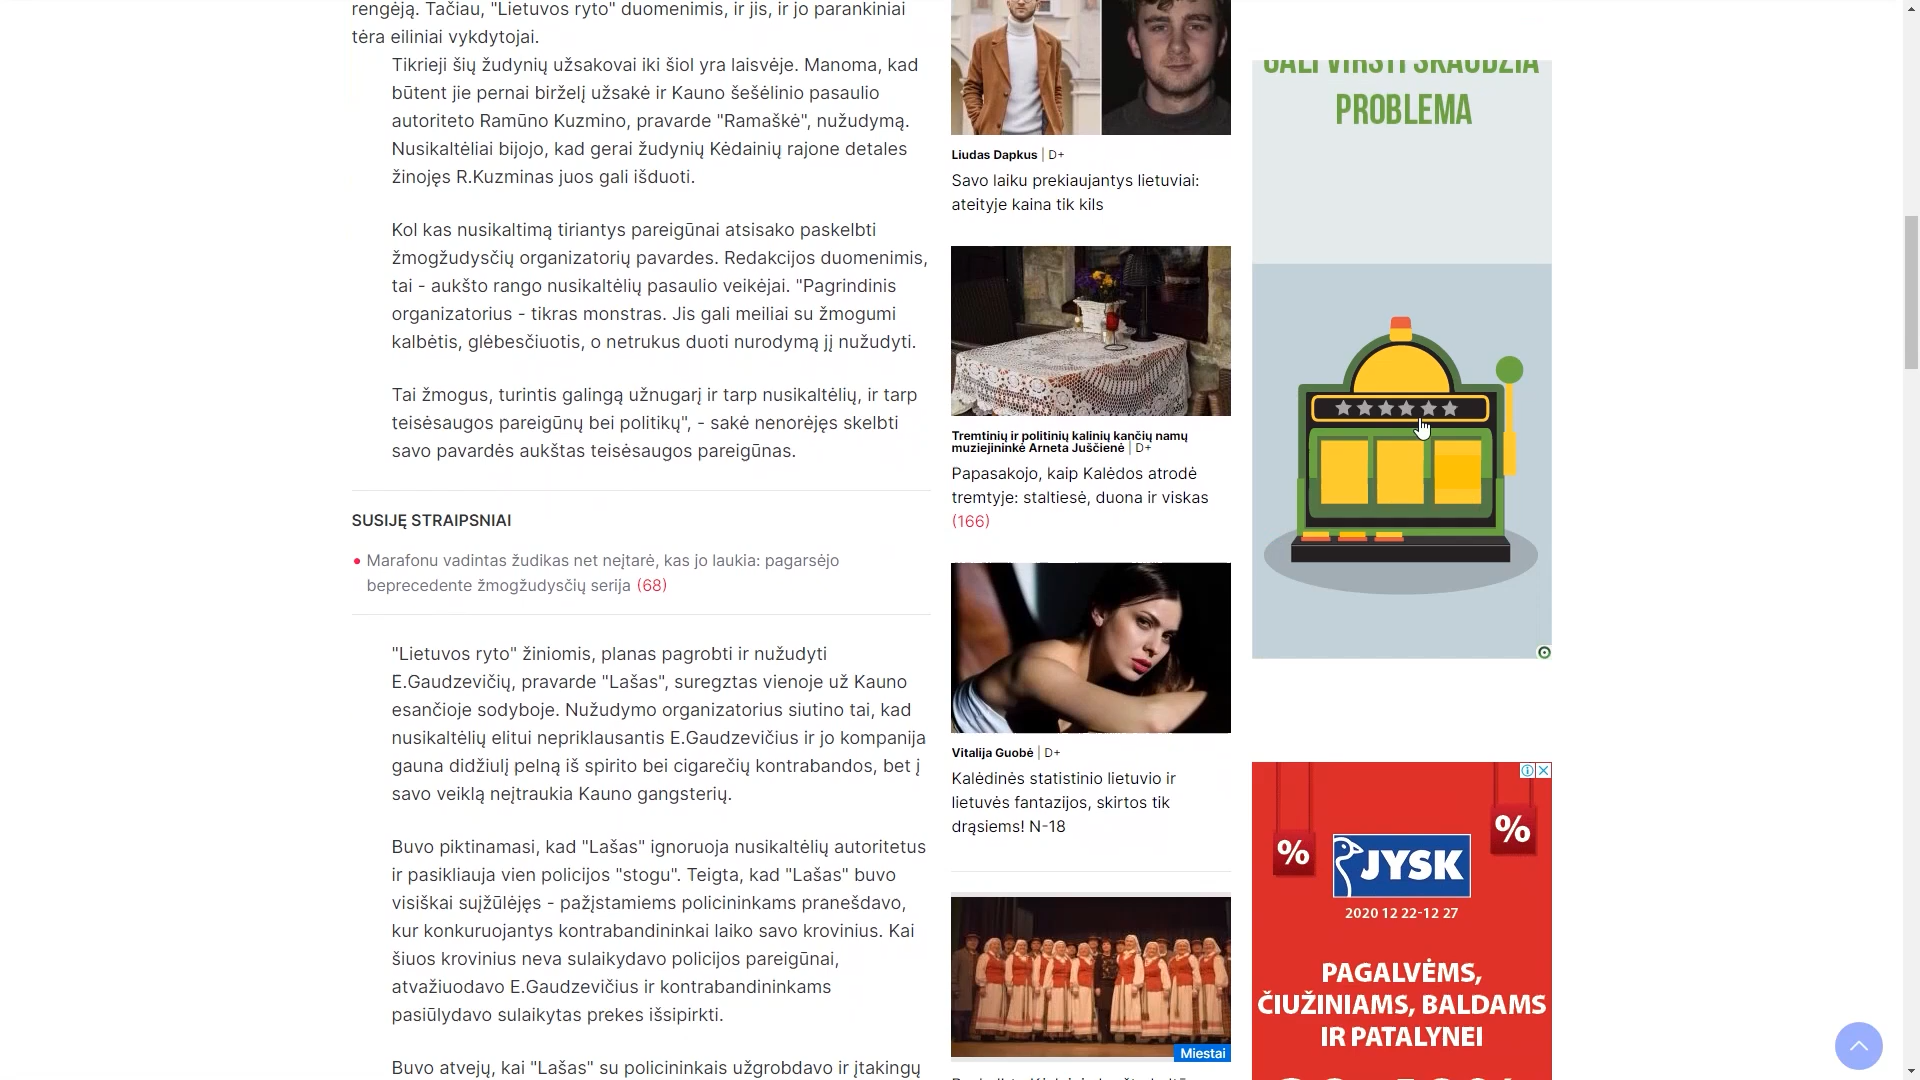 rengėją. Tačiau, "Lietuvos ryto" duomenimis, ir jis, ir jo parankiniai
tėra eiliniai vykdytojai.
Tikrieji šių žudynių užsakovai iki šiol yra laisvėje. Manoma, kad
būtent jie pernai birželį užsakė ir Kauno šešėlinio pasaulio
autoriteto Ramūno Kuzmino, pravarde "Ramaškė", nužudymą.
Nusikaltėliai bijojo, kad gerai žudynių Kėdainių rajone detales
žinojęs R.Kuzminas juos gali išduoti.
Kol kas nusikaltimą tiriantys pareigūnai atsisako paskelbti
žmogžudysčių organizatorių pavardes. Redakcijos duomenimis,
tai - aukšto rango nusikaltėlių pasaulio veikėjai. "Pagrindinis
organizatorius - tikras monstras. Jis gali meiliai su žmogumi
kalbėtis, glėbesčiuotis, o netrukus duoti nurodymą jį nužudyti.
Tai žmogus, turintis galingą užnugarį ir tarp nusikaltėlių, ir tarp
teisėsaugos pareigūnų bei politikų", - sakė nenorėjęs skelbti
savo pavardės aukštas teisėsaugos pareigūnas.
SUSIJĘ STRAIPSNIAI
Marafonu vadintas žudikas net neįtarė, kas jo laukia: pagarsėjo
beprecedente žmogžudysčių serija (68)
"Lietuvos ryto" žiniomis, planas pagrobti ir nužudyti
E.Gaudzevičių, pravarde "Lašas", suregztas vienoje už Kauno
esančioje sodyboje. Nužudymo organizatorius siutino tai, kad
nusikaltėlių elitui nepriklausantis E.Gaudzevičius ir jo kompanija
gauna didžiulį pelną iš spirito bei cigarečių kontrabandos, bet į
savo veiklą neįtraukia Kauno gangsterių.
Buvo piktinamasi, kad "Lašas" ignoruoja nusikaltėlių autoritetus
ir pasikliauja vien policijos "stogu". Teigta, kad "Lašas" buvo
visiškai suįžūlėjęs - pažįstamiems policininkams pranešdavo,
kur konkuruojantys kontrabandininkai laiko savo krovinius. Kai
šiuos krovinius neva sulaikydavo policijos pareigūnai,
atvažiuodavo E.Gaudzevičius ir kontrabandininkams
pasiūlydavo sulaikytas prekes išsipirkti.
Buvo atvejų, kai "Lašas" su policininkais užgrobdavo ir įtakingų
Liudas Dapkus | D+
Savo laiku prekiaujantys lietuviai:
ateityje kaina tik kils
Tremtinių ir politinių kalinių kančių namų
muziejininkė Arneta Juščienė | D+
Papasakojo, kaip Kalėdos atrodė
tremtyje: staltiesė, duona ir viskas
(166)
Vitalija Guobė | D+
Kalėdinės statistinio lietuvio ir
lietuvės fantazijos, skirtos tik
drąsiems! N-18
Miestai
GALI VIRSTI SKAUDŽIA
PROBLEMA
% %
JYSK
2020 12 22-12 27
PAGALVĖMS,
ČIUŽINIAMS, BALDAMS
IR PATALYNEI